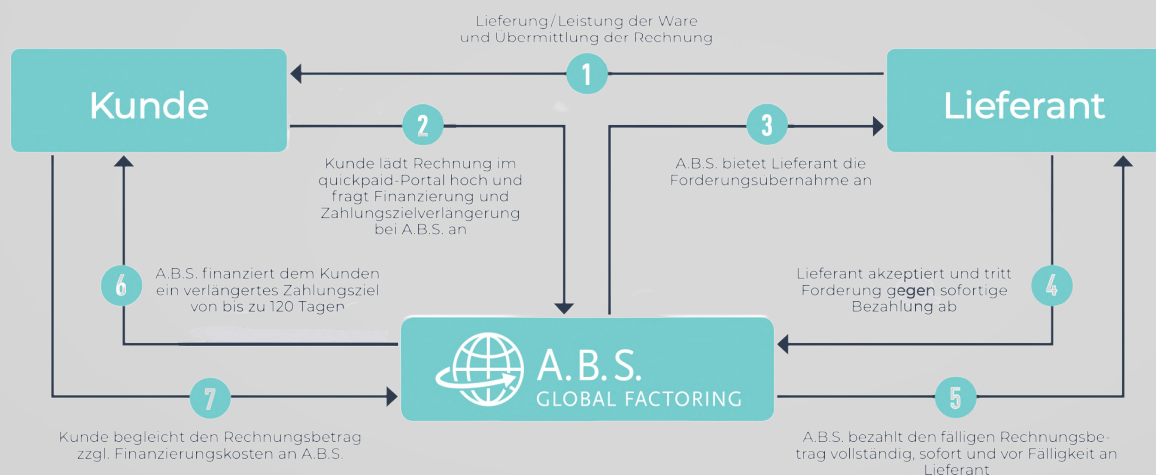 Lieferung/Leistung der Ware
und Übermittlung der Rechnung
1
Kunde
Lieferant
2
3
Kunde lädt Rechnung im
quickpaid-Portal hoch und
fragt Finanzierung und
Zahlungszielverlängerung
bei A.B.S. an
A.B.S. bietet Lieferant die
Forderungsubernahme an
A.B.S. finanziert dem Kunden
ein verlängertes Zahlungsziel
von bis zu 120 Tagen
6
Lieferant akzeptiert und tritt
Forderung gegen sofortige
Bezahlung ab
4
A.B.S.
GLOBAL FACTORING
7
5
Kunde begleicht den Rechnungsbetrag
zzgl. Finanzierungskosten an A.B.S.
A.B.S. bezahlt den fälligen Rechnungsbe-
trag vollständig, sofort und vor Fälligkeit an
Lieferant